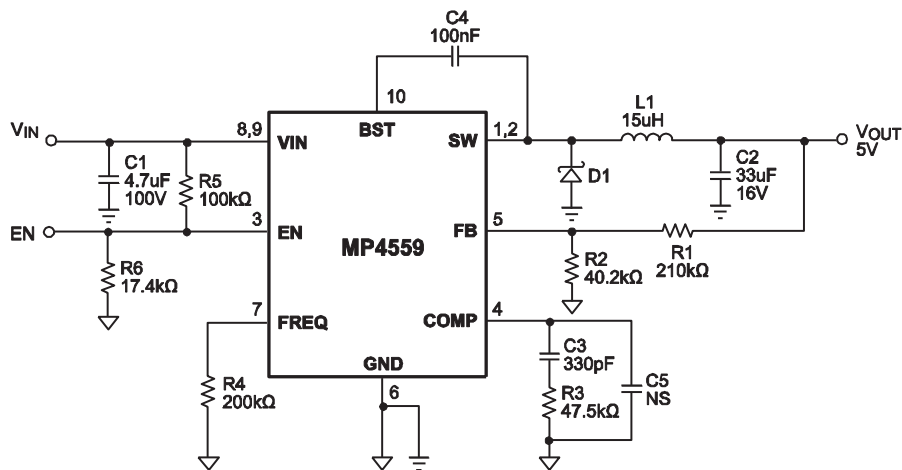 C4
100nF
10
BST
VIN
8,9
VIN
SW
1,2
L1
15uH
VOUT
5V
C1
4.7uF
100V
R5
100kΩ
D1
C2
33uF
16V
EN
3
EN
MP4559
FB
5
R1
210kΩ
R2
40.2kΩ
R6
17.4kΩ
7
FREQ
COMP
4
R4
200kΩ
GND
6
C3
330pF
R3
47.5kΩ
C5
NS